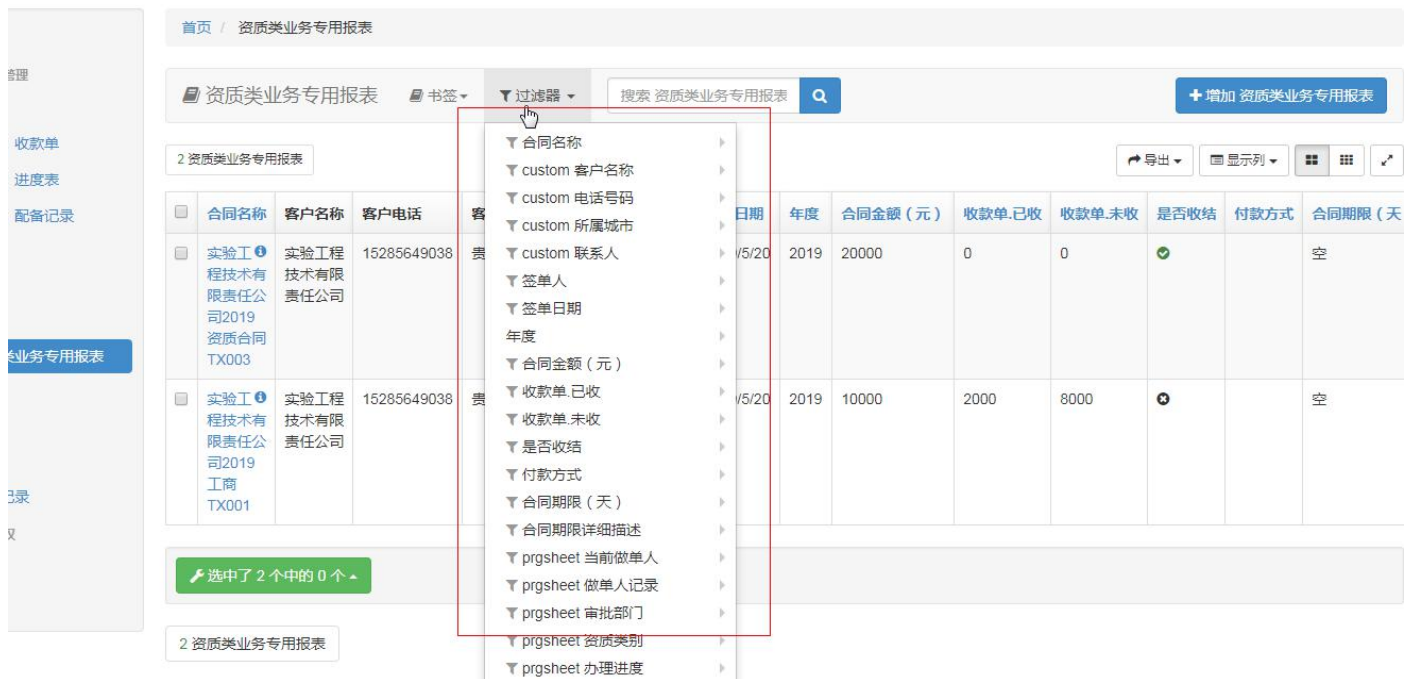 首页 / 资质类业务专用报表
管理
收款单
进度表
配备记录
业务专用报表
记录
资质类业务专用报表
书签
过滤器
搜索 资质类业务专用报表
增加 资质类业务专用报表
2 资质类业务专用报表
导出
显示列
合同名称
custom 客户名称
custom 电话号码
custom 所属城市
custom 联系人
签单人
签单日期
年度
合同金额（元）
收款单.已收
收款单.未收
是否收结
付款方式
合同期限（天）
合同期限详细描述
prgsheet 当前做单人
prgsheet 做单人记录
prgsheet 审批部门
prgsheet 资质类别
prgsheet 办理进度
合同名称 客户名称 客户电话 客 日期 年度 合同金额（元） 收款单.已收 收款单.未收 是否收结 付款方式 合同期限（天
实验工 实验工程 15285649038 贵 /5/20 2019 20000 0 0 空
程技术有 技术有限
限责任公 责任公司
司2019
资质合同
TX003
实验工 实验工程 15285649038 贵 /5/20 2019 10000 2000 8000 空
程技术有 技术有限
限责任公 责任公司
司2019
工商
TX001
选中了 2 个中的 0 个
2 资质类业务专用报表